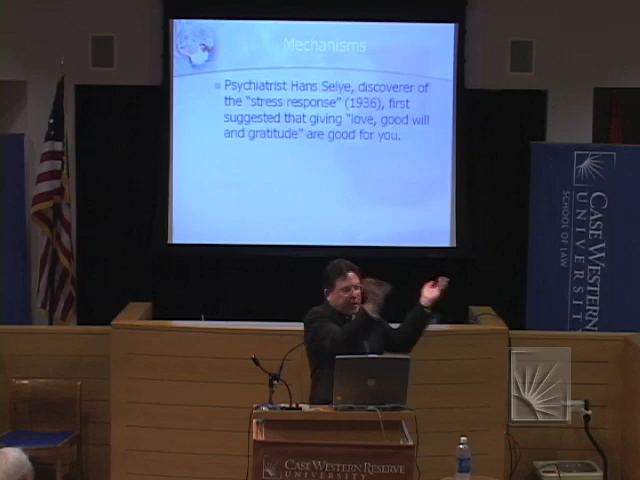 Mechanisms
Psychiatrist Hans Selye, discoverer of
the "stress response" (1936), first
suggested that giving "love, good will
and gratitude" are good for you.
CASE WESTERN
UNIVERSITY
SCHOOL OF LAW
CASE WESTERN RESERVE
UNIVERSITY